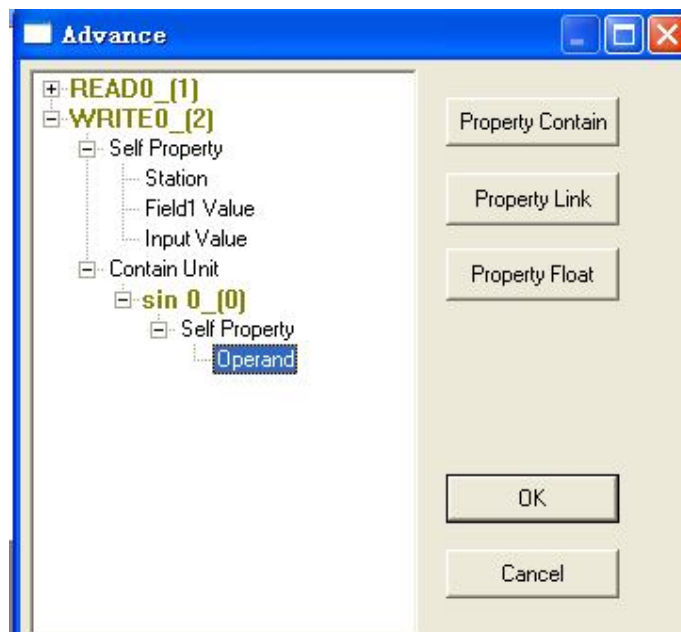 Advance
READ0_(1)
WRITE0_(2)
Self Property
Station
Field1 Value
Input Value
Contain Unit
sin 0_(0)
Self Property
Operand
Property Contain
Property Link
Property Float
OK
Cancel